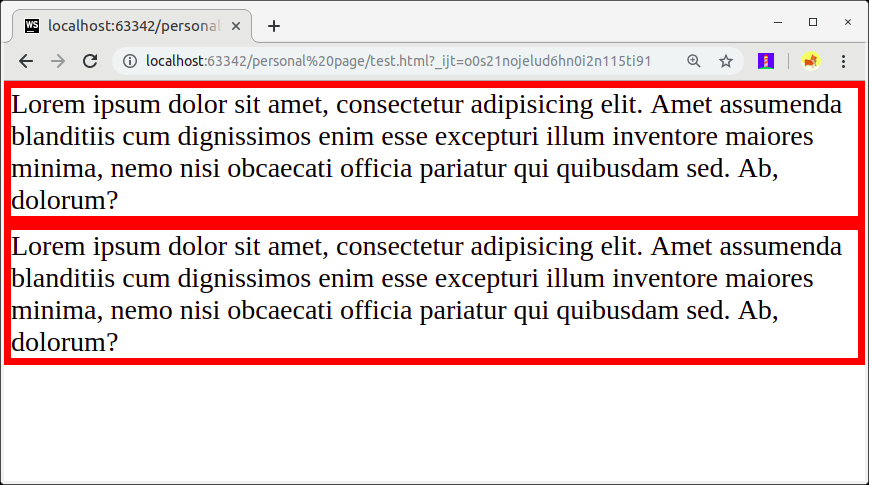 WS localhost:63342/persona
localhost:63342/personal%20page/test.html?_ijt=o0s21nojelud6hn0i2n115ti91
Lorem ipsum dolor sit amet, consectetur adipisicing elit. Amet assumenda
blanditiis cum dignissimos enim esse excepturi illum inventore maiores
minima, nemo nisi obcaecati officia pariatur qui quibusdam sed. Ab,
dolorum?
Lorem ipsum dolor sit amet, consectetur adipisicing elit. Amet assumenda
blanditiis cum dignissimos enim esse excepturi illum inventore maiores
minima, nemo nisi obcaecati officia pariatur qui quibusdam sed. Ab,
dolorum?